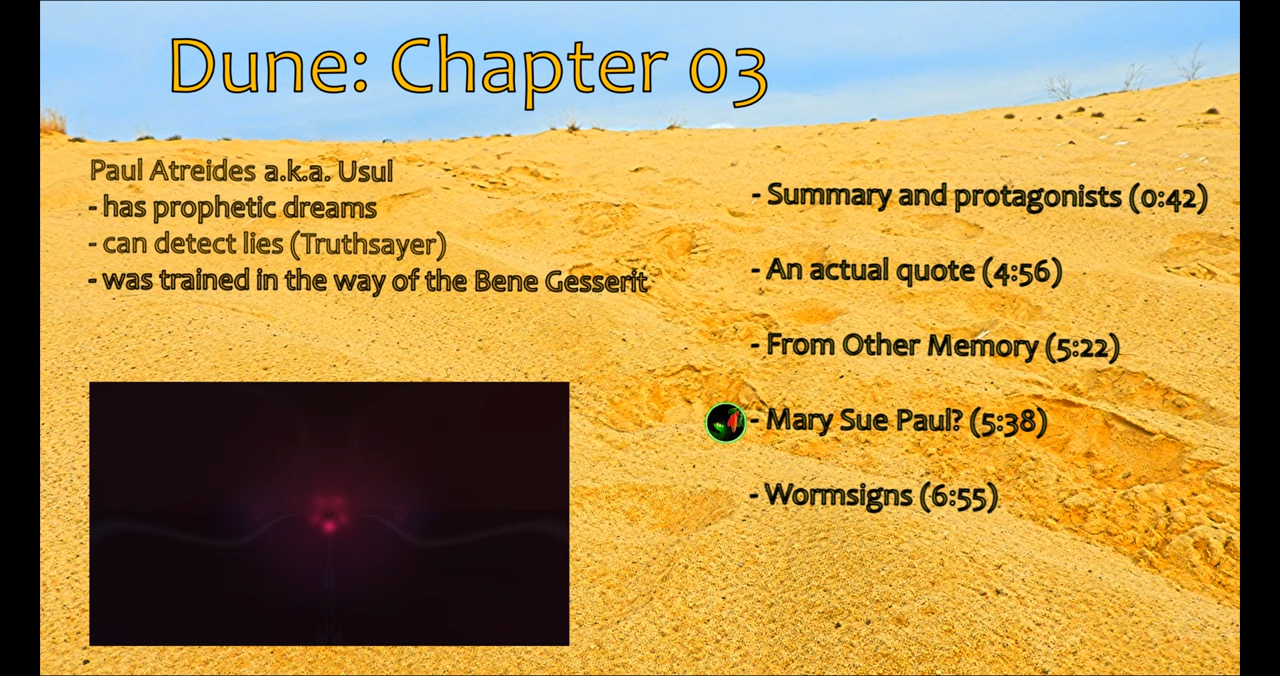 Dune: Chapter 03
Paul Atreides a.k.a. Usul
- has prophetic dreams
- can detect lies (Truthsayer)
- was trained in the way of the Bene Gesserit
- Summary and protagonists (0:42)
- An actual quote (4:56)
- From Other Memory (5:22)
- Mary Sue Paul? (5:38)
- Wormsigns (6:55)